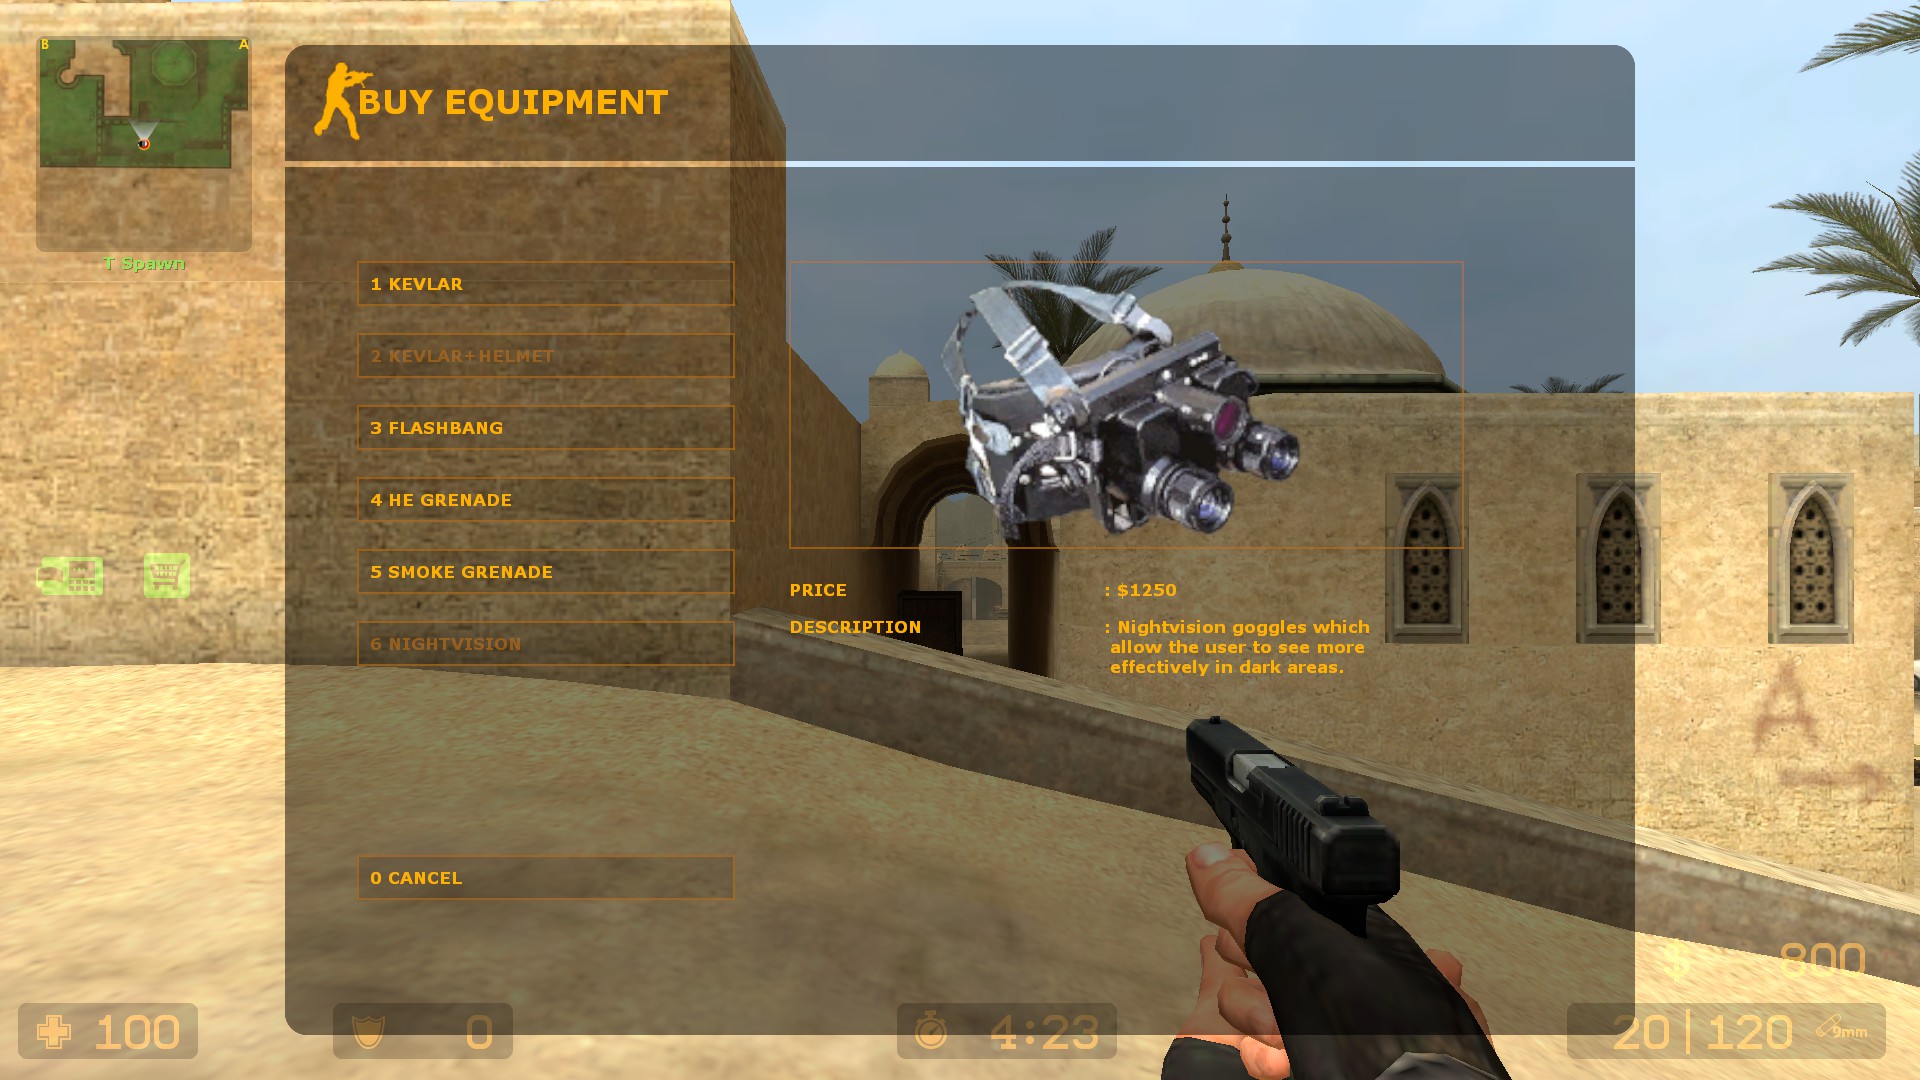 B A
BUY EQUIPMENT
T Spawn
1 KEVLAR
2 KEVLAR+HELMET
3 FLASHBANG
4 HE GRENADE
5 SMOKE GRENADE
6 NIGHTVISION
0 CANCEL
PRICE : $1250
DESCRIPTION : Nightvision goggles which
allow the user to see more
effectively in dark areas.
A
$ 800
100 0 4:23 20|120 9mm